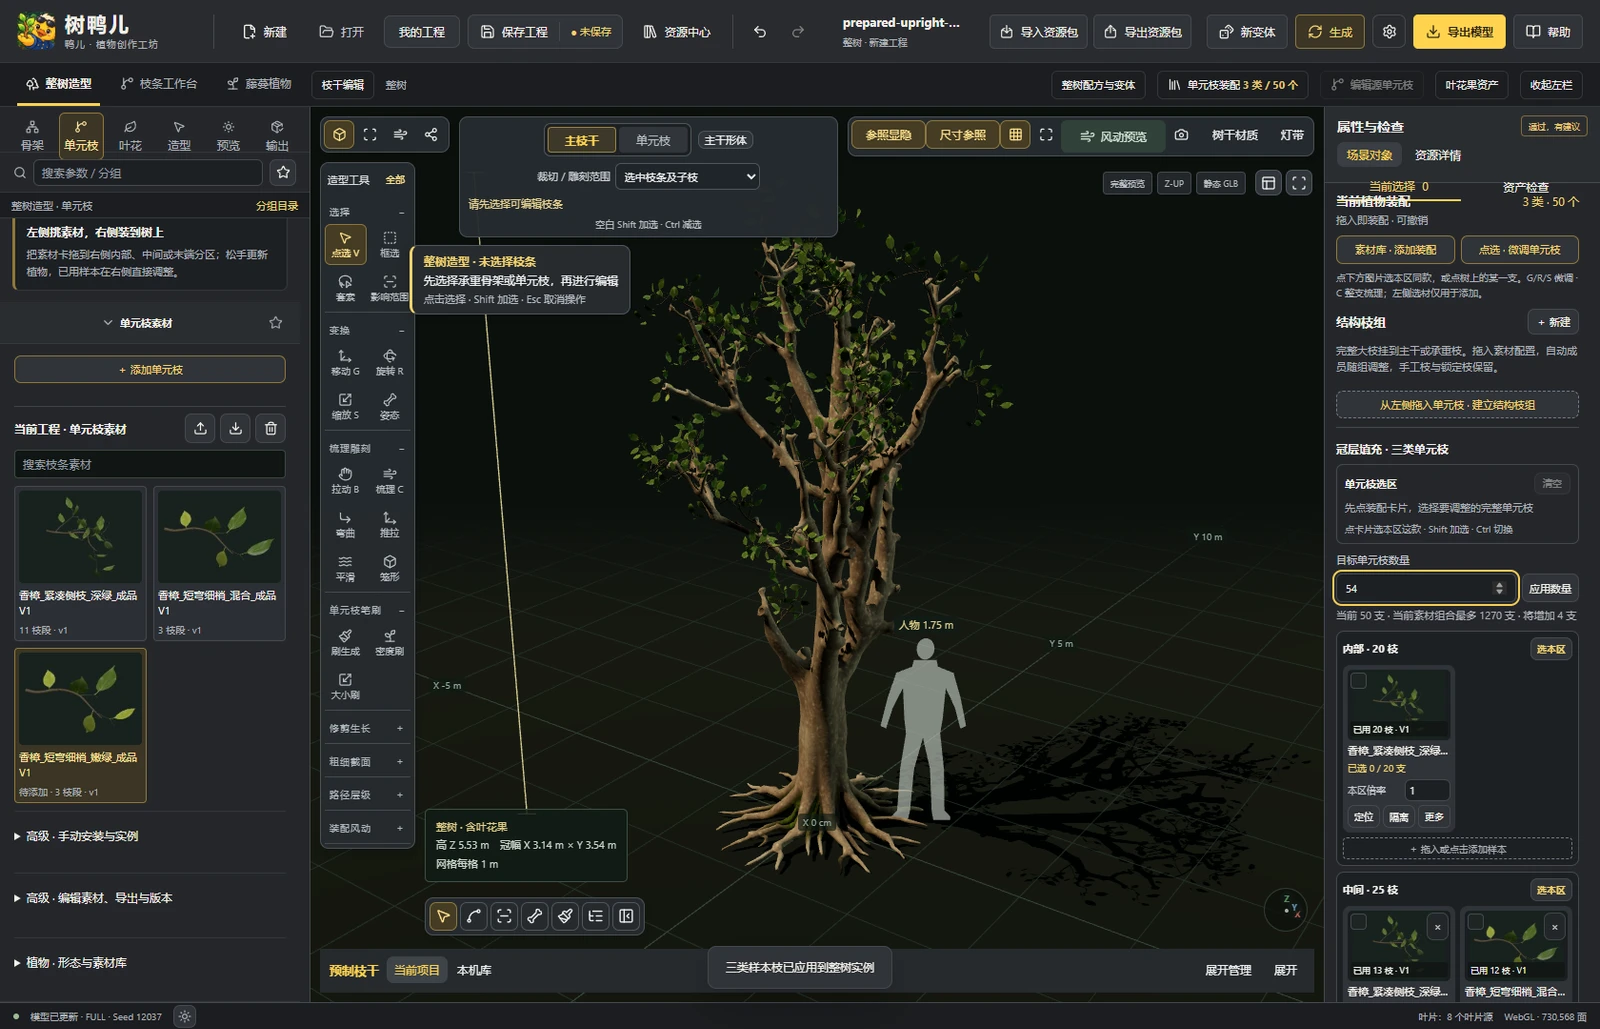 树鸭儿
鸭儿 · 植物创作工坊
新建
打开
我的工程
保存工程
● 未保存
资源中心
prepared-upright-...
整树 · 新建工程
导入资源包
导出资源包
新变体
生成
导出模型
帮助
整树造型
枝条工作台
藤蔓植物
枝干编辑
整树
整树配方与变体
单元枝装配 3 类 / 50 个
编辑源单元枝
叶花果资产
收起左栏
骨架
单元枝
叶花
造型
预览
输出
搜索参数 / 分组
整树造型 · 单元枝
分组目录
左侧挑素材，右侧装到树上
把素材卡拖到右侧内部、中间或末端分区；松手更新
植物，已用样本在右侧直接调整。
单元枝素材
+ 添加单元枝
当前工程 · 单元枝素材
搜索枝条素材
香樟_紧凑侧枝_深绿_成品
V1
11 枝段 · v1
香樟_短弯细梢_混合_成品
V1
3 枝段 · v1
香樟_短弯细梢_嫩绿_成品
V1
待添加 · 3 枝段 · v1
高级 · 手动安装与实例
高级 · 编辑素材、导出与版本
植物 · 形态与素材库
模型已更新 · FULL · Seed 12037
造型工具
全部
选择
点选 V
框选
套索
影响范围
变换
移动 G
旋转 R
缩放 S
姿态
梳理雕刻
拉动 B
梳理 C
弯曲
推拉
平滑
笼形
单元枝笔刷
刷生成
密度刷
大小刷
修剪生长
粗细截面
路径层级
装配风动
主枝干
单元枝
主干形体
裁切 / 雕刻范围
选中枝条及子枝
请先选择可编辑枝条
空白 Shift 加选 · Ctrl 减选
整树造型 · 未选择枝条
先选择承重骨架或单元枝，再进行编辑
点击选择 · Shift 加选 · Esc 取消操作
参照显隐
尺寸参照
风动预览
树干材质
灯带
完整预览
Z-UP
静态 GLB
Y 10 m
Y 5 m
人物 1.75 m
X -5 m
X 0 cm
整树 · 含叶花果
高 Z 5.53 m 冠幅 X 3.14 m × Y 3.54 m
网格每格 1 m
Z
Y
X
预制枝干
当前项目
本机库
三类样本枝已应用到整树实例
展开管理
展开
属性与检查
通过，有建议
场景对象
资源详情
当前选择 0
资产检查
当前植物装配
3 类 · 50 个
拖入即装配 · 可撤销
素材库 · 添加装配
点选 · 微调单元枝
点下方图片选本区同款，或点树上的某一支。G/R/S 微调 ·
C 整支梳理；左侧选材仅用于添加。
结构枝组
+ 新建
完整大枝挂到主干或承重枝。拖入素材配置，自动成
员随组调整，手工枝与锁定枝保留。
从左侧拖入单元枝 · 建立结构枝组
冠层填充 · 三类单元枝
单元枝选区
清空
先点装配卡片，选择要调整的完整单元枝
点卡片选本区这款 · Shift 加选 · Ctrl 切换
目标单元枝数量
54
应用数量
当前 50 支 · 当前素材组合最多 1270 支 · 将增加 4 支
内部 · 20 枝
选本区
已用 20 枝 · V1
香樟_紧凑侧枝_深绿...
已选 0 / 20 支
本区倍率
1
定位
隔离
更多
+ 拖入或点击添加样本
中间 · 25 枝
选本区
已用 13 枝 · V1
已用 12 枝 · V1
香樟_紧凑侧枝_深绿...
香樟_短弯细梢_混合...
叶片：8 个叶片源
WebGL · 730,568 面